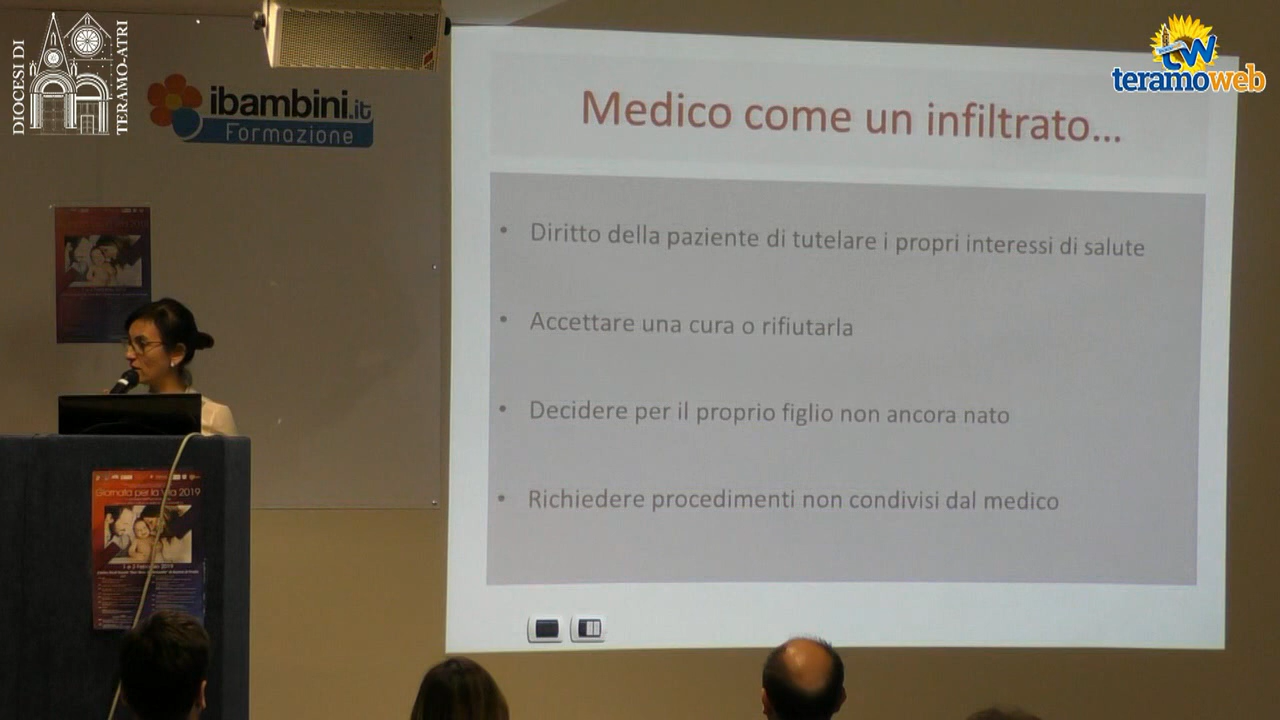 DIOCESI DI
TERAMO-ATRI
ibambini.it
Formazione
teramoweb
Medico come un infiltrato...
• Diritto della paziente di tutelare i propri interessi di salute
• Accettare una cura o rifiutarla
• Decidere per il proprio figlio non ancora nato
• Richiedere procedimenti non condivisi dal medico
Giornata per la Vita 2019